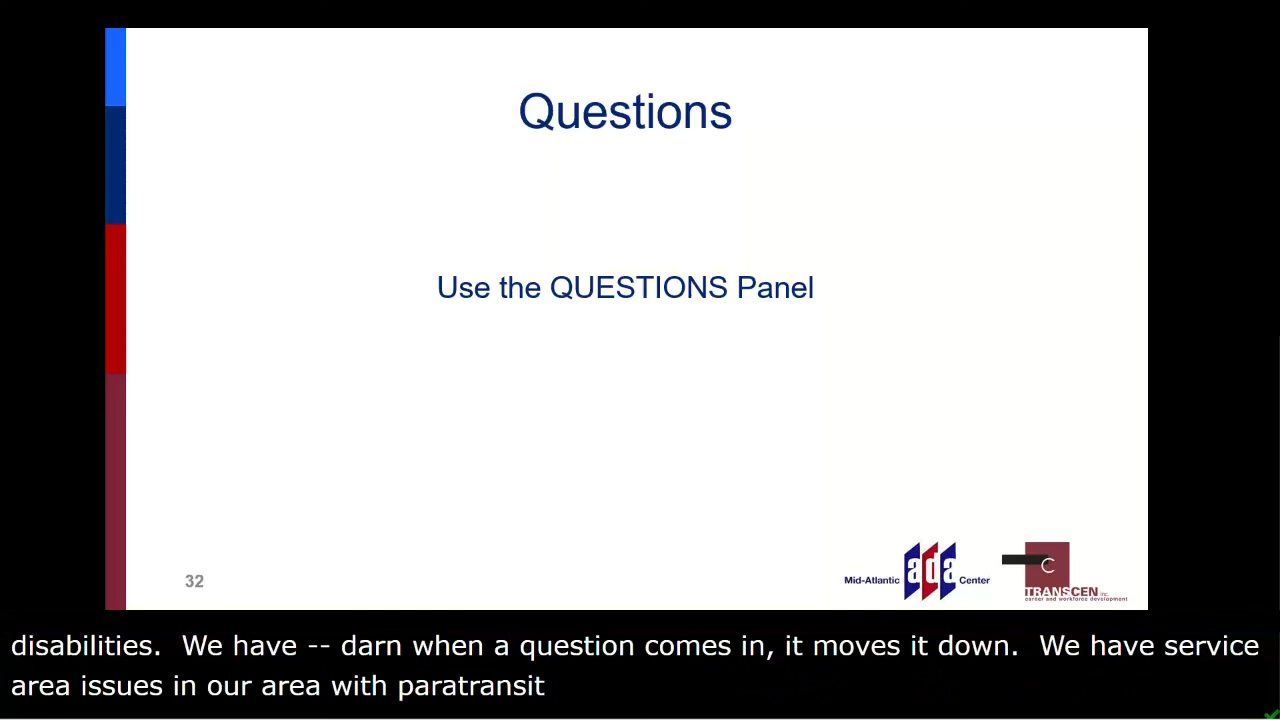 Questions
Use the QUESTIONS Panel
32
Mid-Atlantic ada Center
C
TRANSCEN Inc.
career and workforce development
disabilities.  We have -- darn when a question comes in, it moves it down.  We have service
area issues in our area with paratransit